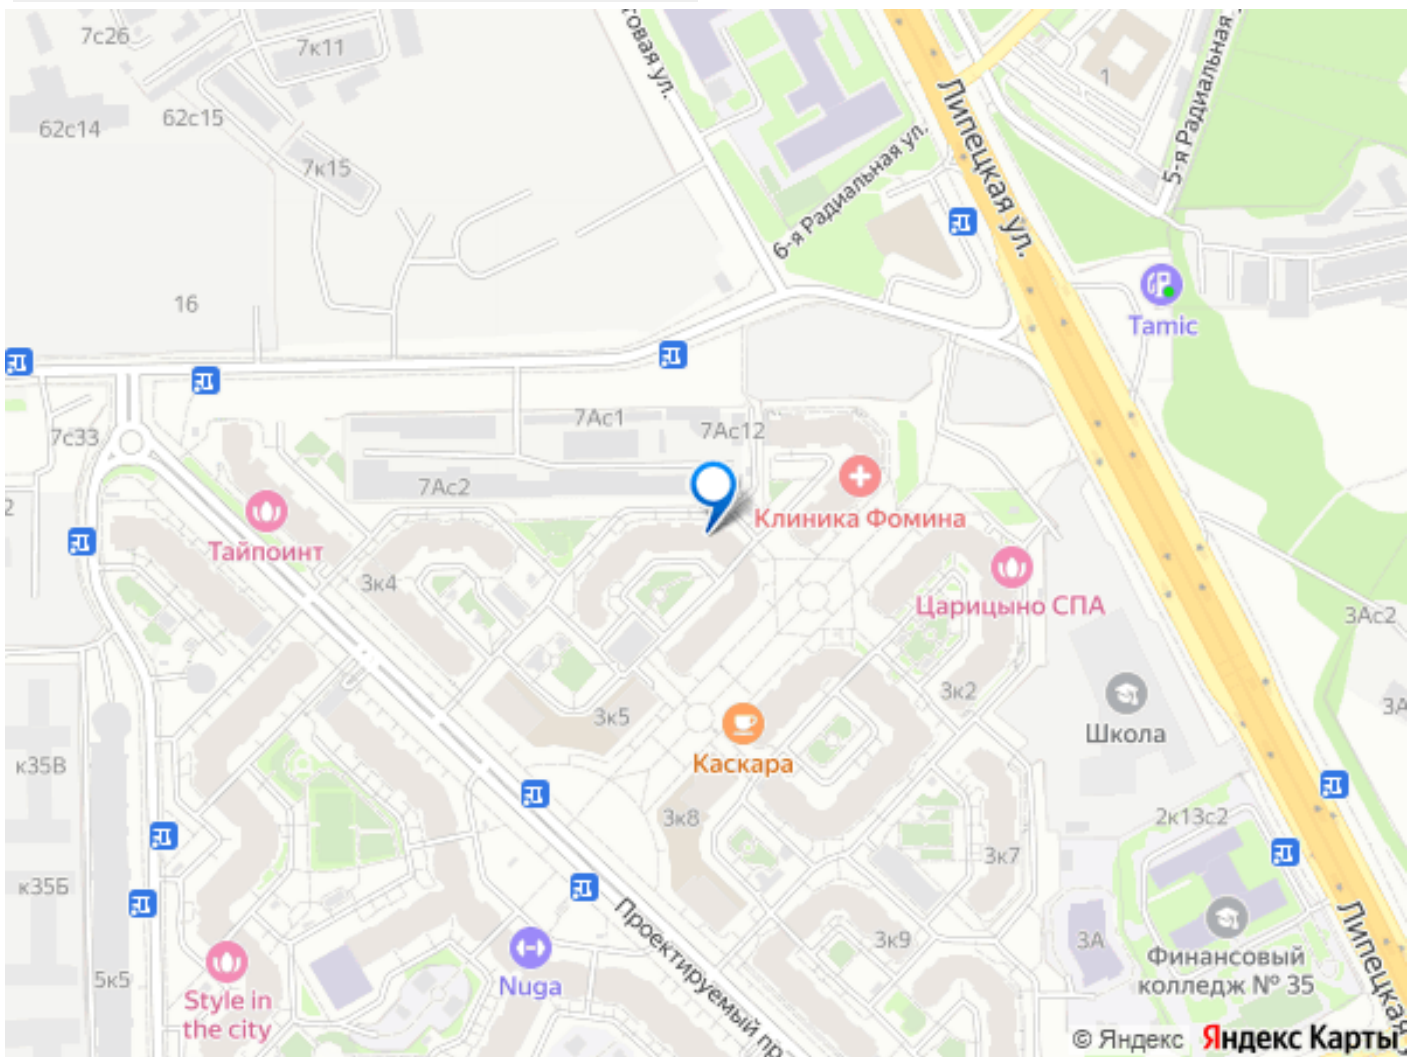 7с26
7к11
товая ул.
Липецкая ул.
1
5-я Радиальная
62с14
62с15
7к15
6-я Радиальная ул.
16
Tamic
7Ас1
7с33
7Ас12
7Ас2
2
Клиника Фомина
Тайпоинт
3к4
Царицыно СПА
3Ас2
3к2
3к5
3А
Школа
к35В
Каскара
3к8
2к13с2
3к7
к35Б
Проектируемый пр
Липецкая
3к9
3А
Финансовый
колледж № 35
5к5
Nuga
Style in
the city
© Яндекс Яндекс Карты